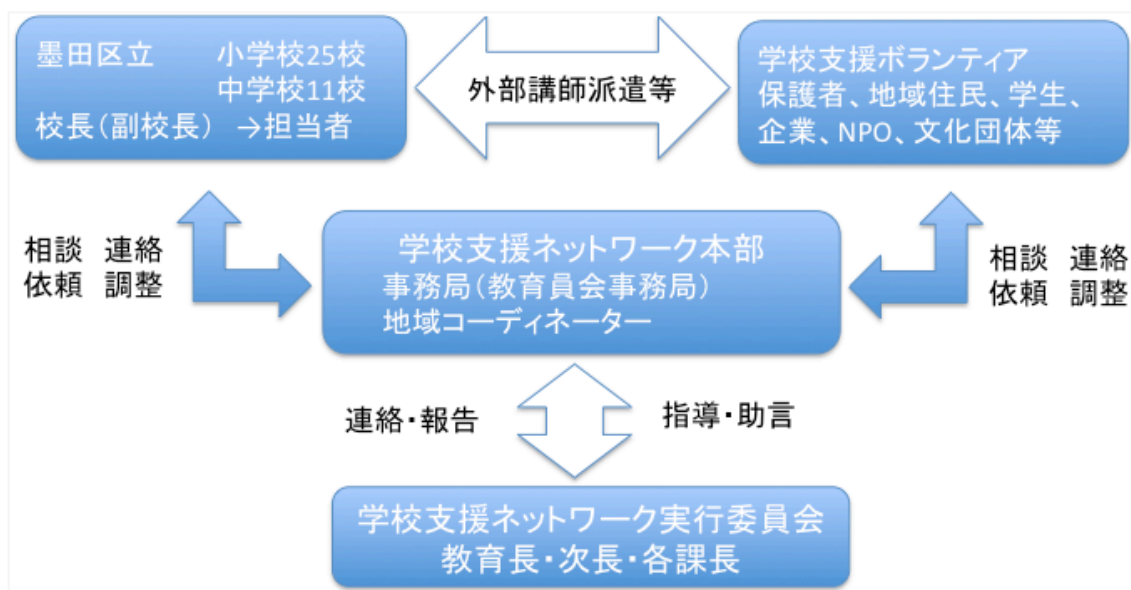 墨田区立 小学校25校
中学校11校
校長(副校長) →担当者
外部講師派遣等
学校支援ボランティア
保護者、地域住民、学生、
企業、NPO、文化団体等
相談 連絡
依頼 調整
学校支援ネットワーク本部
事務局(教育員会事務局)
地域コーディネーター
相談 連絡
依頼 調整
連絡・報告
指導・助言
学校支援ネットワーク実行委員会
教育長・次長・各課長